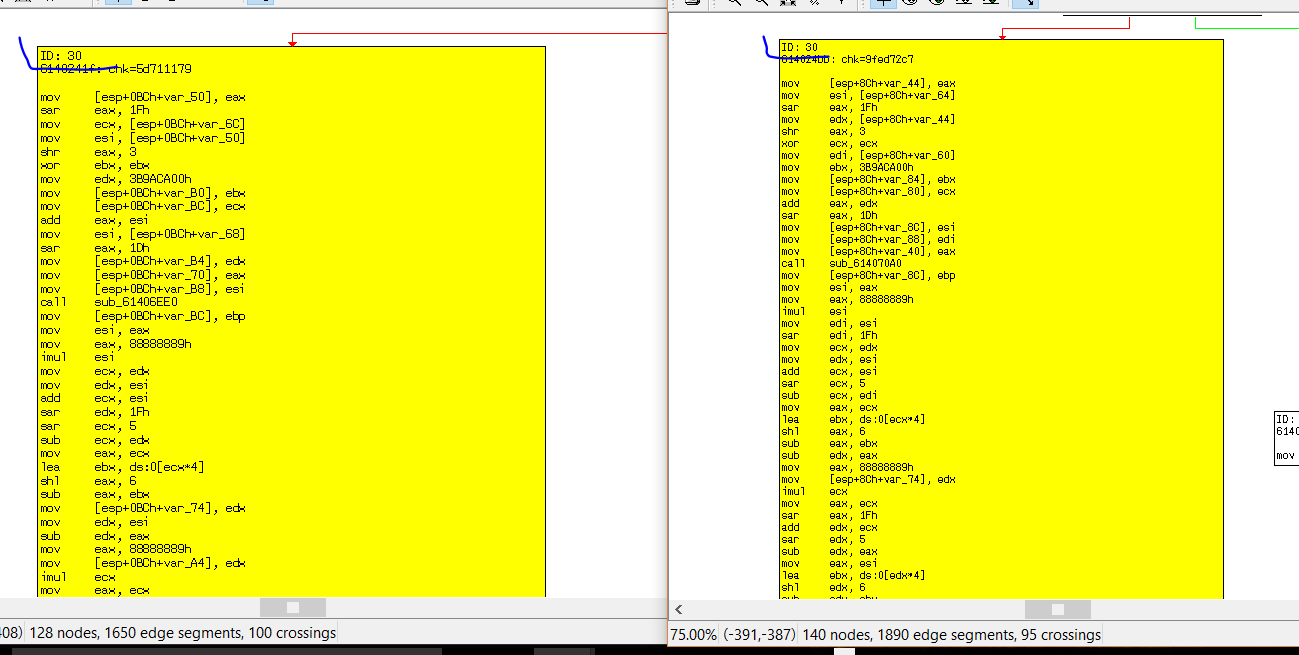 ID: 30
6140241f: chk=5d711179
mov [esp+0BCh+var_50], eax
sar eax, 1Fh
mov ecx, [esp+0BCh+var_6C]
mov esi, [esp+0BCh+var_50]
shr eax, 3
xor ebx, ebx
mov edx, 3B9ACA00h
mov [esp+0BCh+var_B0], ebx
mov [esp+0BCh+var_BC], ecx
add eax, esi
mov esi, [esp+0BCh+var_68]
sar eax, 1Dh
mov [esp+0BCh+var_B4], edx
mov [esp+0BCh+var_70], eax
mov [esp+0BCh+var_B8], esi
call sub_61406EE0
mov [esp+0BCh+var_BC], ebp
mov esi, eax
mov eax, 88888889h
imul esi
mov ecx, edx
mov edx, esi
add ecx, esi
sar edx, 1Fh
sar ecx, 5
sub ecx, edx
mov eax, ecx
lea ebx, ds:0[ecx*4]
shl eax, 6
sub eax, ebx
mov [esp+0BCh+var_74], edx
mov edx, esi
sub edx, eax
mov eax, 88888889h
mov [esp+0BCh+var_A4], edx
imul ecx
mov eax, ecx
408) 128 nodes, 1650 edge segments, 100 crossings
ID: 30
614024bb: chk=9fed72c7
mov [esp+8Ch+var_44], eax
mov esi, [esp+8Ch+var_64]
sar eax, 1Fh
mov edx, [esp+8Ch+var_44]
shr eax, 3
xor ecx, ecx
mov edi, [esp+8Ch+var_60]
mov ebx, 3B9ACA00h
mov [esp+8Ch+var_84], ebx
mov [esp+8Ch+var_80], ecx
add eax, edx
sar eax, 1Dh
mov [esp+8Ch+var_8C], esi
mov [esp+8Ch+var_88], edi
mov [esp+8Ch+var_40], eax
call sub_614070A0
mov [esp+8Ch+var_8C], ebp
mov esi, eax
mov eax, 88888889h
imul esi
mov edi, esi
sar edi, 1Fh
mov ecx, edx
mov edx, esi
add ecx, esi
sar ecx, 5
sub ecx, edi
mov eax, ecx
lea ebx, ds:0[ecx*4]
shl eax, 6
sub eax, ebx
sub edx, eax
mov eax, 88888889h
mov [esp+8Ch+var_74], edx
imul ecx
mov eax, ecx
sar eax, 1Fh
add edx, ecx
sar edx, 5
sub edx, eax
mov eax, esi
lea ebx, ds:0[edx*4]
shl edx, 6
sub edx, ebx
ID:
6140
mov
75.00% (-391,-387) 140 nodes, 1890 edge segments, 95 crossings